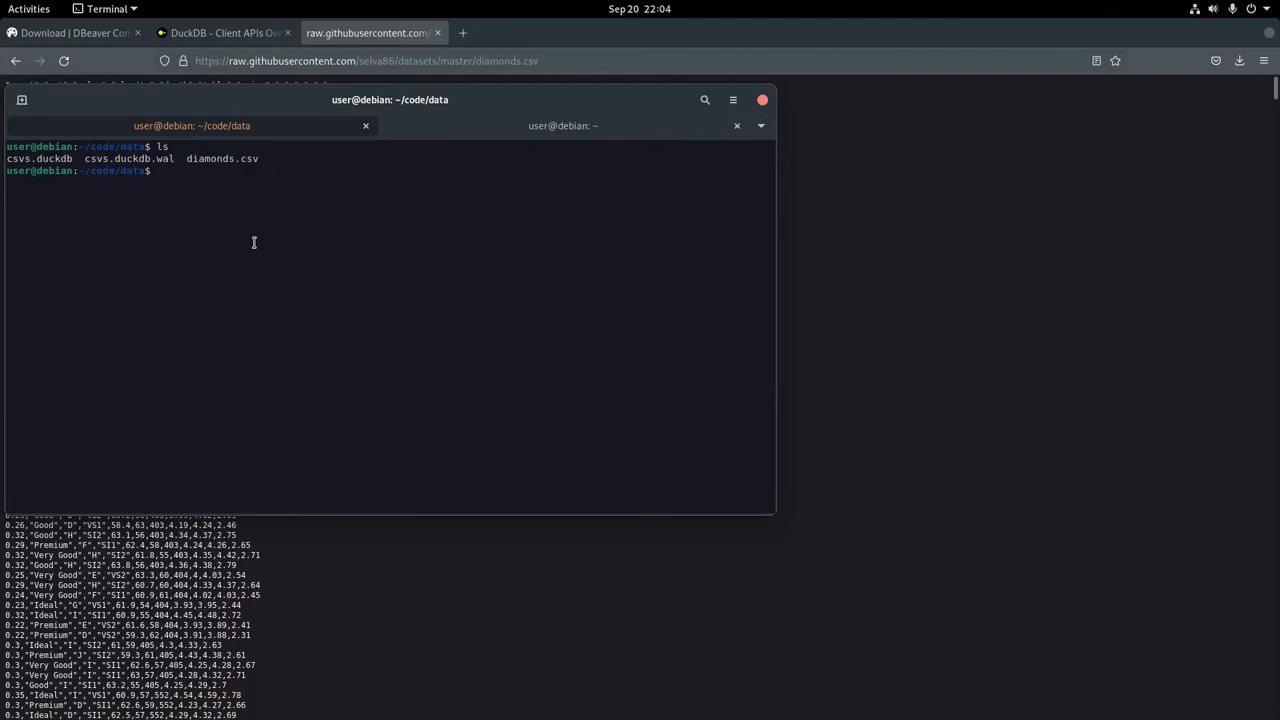 Activities Terminal Sep 20 22:04
Download | DBeaver Com DuckDB - Client APIs Ove raw.githubusercontent.com/
https://raw.githubusercontent.com/selva86/datasets/master/diamonds.csv
user@debian: ~/code/data
user@debian: ~/code/data user@debian: ~
user@debian:~/code/data$ ls
csvs.duckdb csvs.duckdb.wal diamonds.csv
user@debian:~/code/data$
0.26,"Good","D","VS1",58.4,63,403,4.19,4.24,2.46
0.32,"Good","H","SI2",63.1,56,403,4.34,4.37,2.75
0.29,"Premium","F","SI1",62.4,58,403,4.24,4.26,2.65
0.32,"Very Good","H","SI2",61.8,55,403,4.35,4.42,2.71
0.32,"Good","H","SI2",63.8,56,403,4.36,4.38,2.79
0.25,"Very Good","E","VS2",63.3,60,404,4,4.03,2.54
0.29,"Very Good","H","SI2",60.7,60,404,4.33,4.37,2.64
0.24,"Very Good","F","SI1",60.9,61,404,4.02,4.03,2.45
0.23,"Ideal","G","VS1",61.9,54,404,3.93,3.95,2.44
0.32,"Ideal","I","SI1",60.9,55,404,4.45,4.48,2.72
0.22,"Premium","E","VS2",61.6,58,404,3.93,3.89,2.41
0.22,"Premium","D","VS2",59.3,62,404,3.91,3.88,2.31
0.3,"Ideal","I","SI2",61,59,405,4.3,4.33,2.63
0.3,"Premium","J","SI2",59.3,61,405,4.43,4.38,2.61
0.3,"Very Good","I","SI1",62.6,57,405,4.25,4.28,2.67
0.3,"Very Good","I","SI1",63,57,405,4.28,4.32,2.71
0.3,"Good","I","SI1",63.2,55,405,4.25,4.29,2.7
0.35,"Ideal","I","VS1",60.9,57,552,4.54,4.59,2.78
0.3,"Premium","D","SI1",62.6,59,552,4.23,4.27,2.66
0.3,"Ideal","D","SI1",62.5,57,552,4.29,4.32,2.69